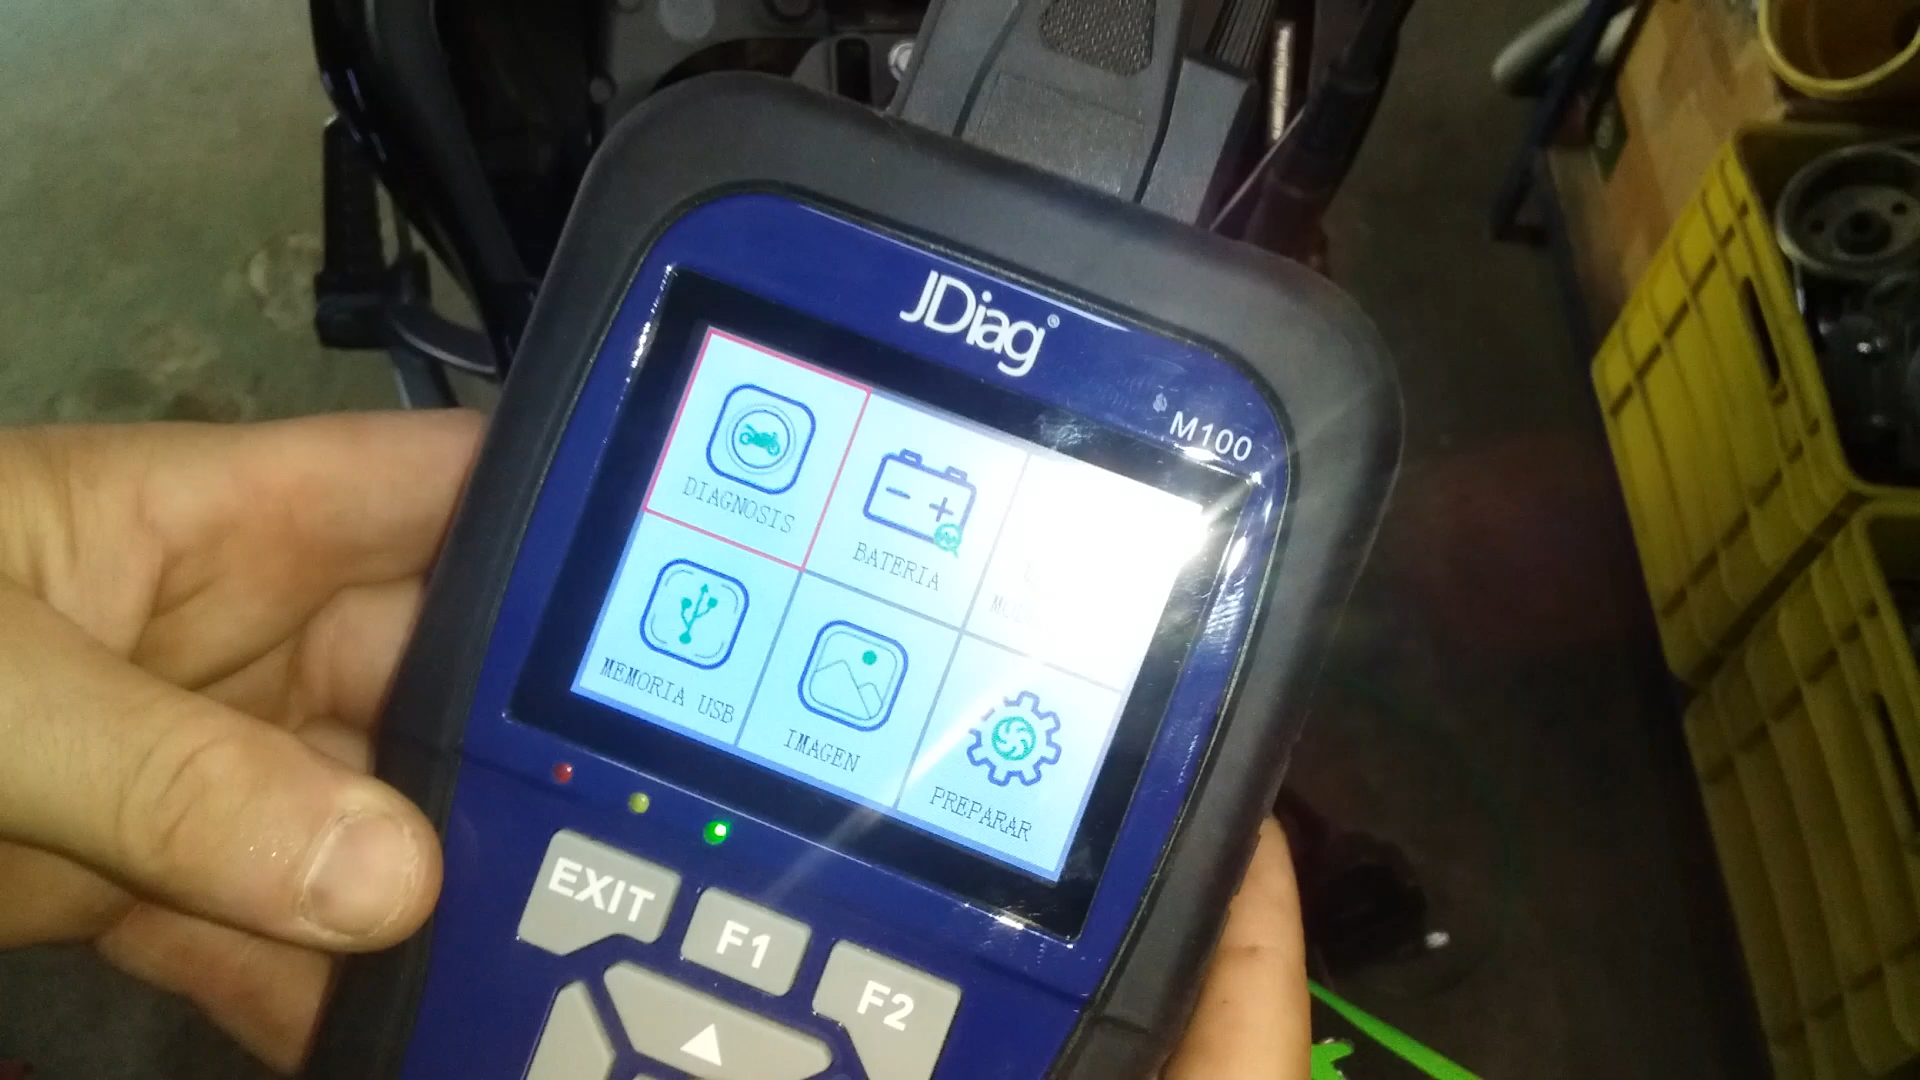 JDiag®
M100
DIAGNOSIS
BATERIA
MEMORIA USB
IMAGEN
PREPARAR
EXIT
F1
F2